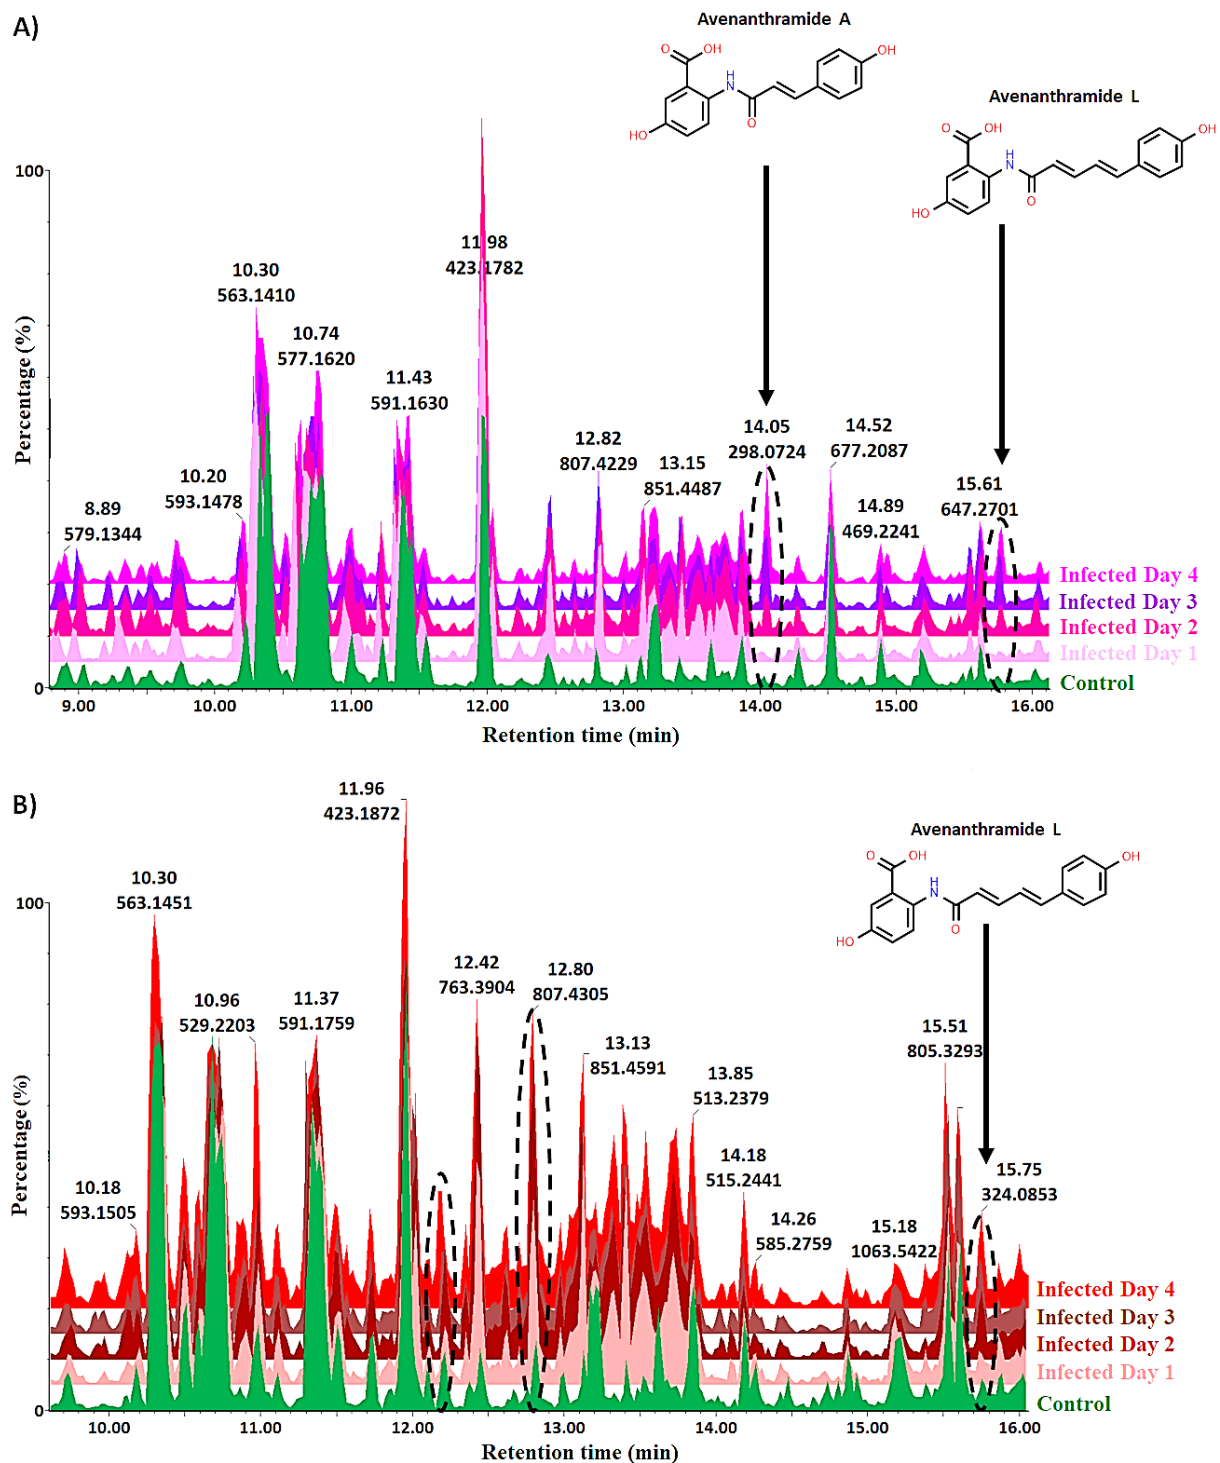 A)
Avenanthramide A
O OH
OH
H
N
HO
O
Avenanthramide L
O OH
OH
H
N
HO
O
100
Percentage (%)
0
8.89
579.1344
10.20
593.1478
10.30
563.1410
10.74
577.1620
11.43
591.1630
11.98
423.1782
12.82
807.4229
13.15
851.4487
14.05
298.0724
14.52
677.2087
14.89
469.2241
15.61
647.2701
Infected Day 4
Infected Day 3
Infected Day 2
Infected Day 1
Control
9.00 10.00 11.00 12.00 13.00 14.00 15.00 16.00
Retention time (min)
B)
Avenanthramide L
O OH
OH
H
N
HO
O
100
Percentage (%)
0
10.18
593.1505
10.30
563.1451
10.96
529.2203
11.37
591.1759
11.96
423.1872
12.42
763.3904
12.80
807.4305
13.13
851.4591
13.85
513.2379
14.18
515.2441
14.26
585.2759
15.18
1063.5422
15.51
805.3293
15.75
324.0853
Infected Day 4
Infected Day 3
Infected Day 2
Infected Day 1
Control
10.00 11.00 12.00 13.00 14.00 15.00 16.00
Retention time (min)